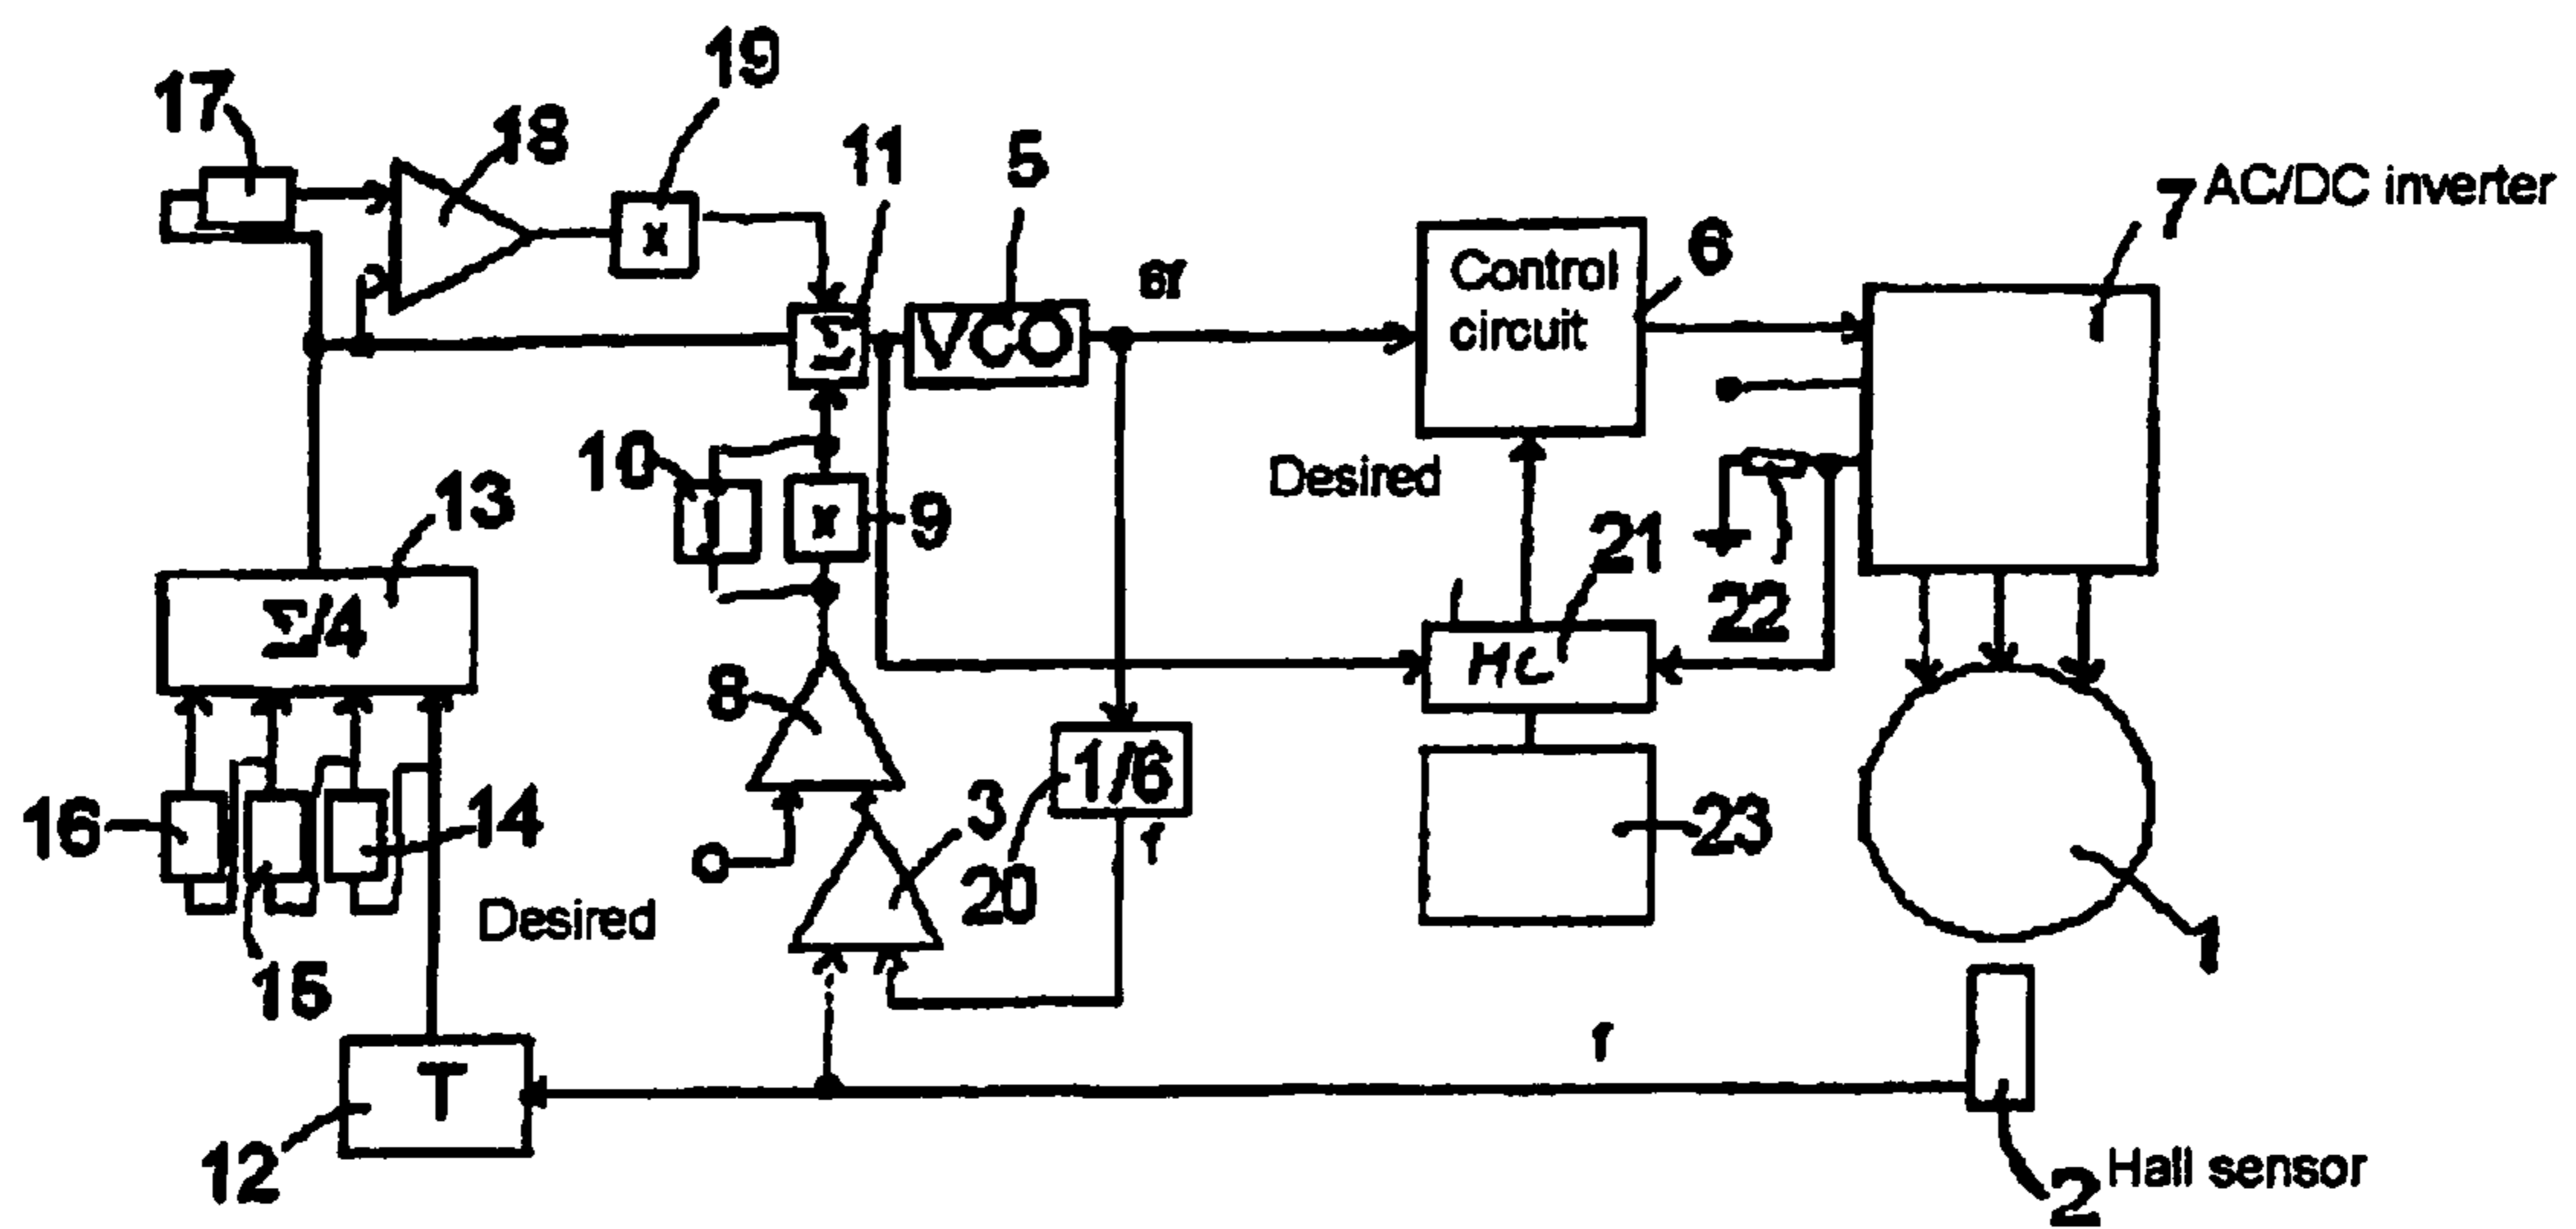 19
17
18
11
5
7 AC/DC inverter
x
6f
6
Control
circuit
Σ
VCO
10
Desired
13
x
9
21
Σ/4
22
HC
8
1/6
3
16
14
f
23
20
Desired
15
1
f
T
12
2 Hall sensor